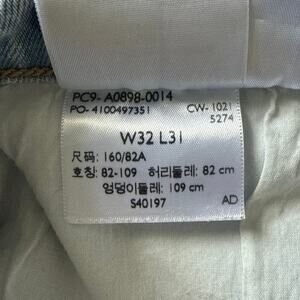 PC9- A0898-0014
PO- 4100497351 CW- 1021
5274
W32 L31
尺码: 160/82A
호칭: 82-109 허리둘레: 82 cm
엉덩이둘레: 109 cm
S40197 AD